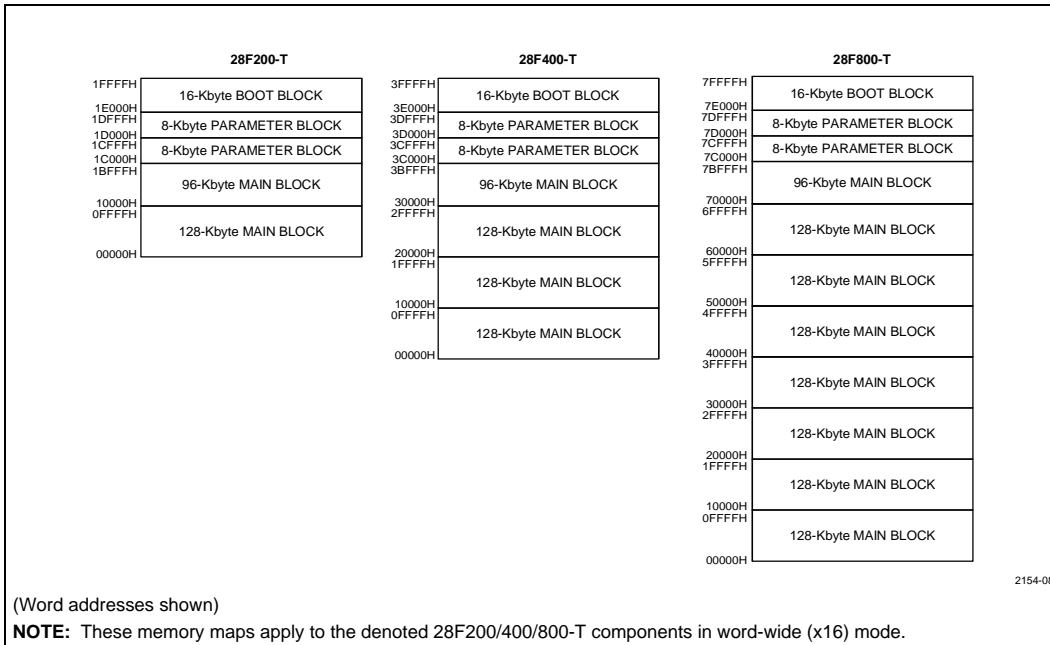 28F200-T
1FFFFH
16-Kbyte BOOT BLOCK
1E000H
1DFFFH
8-Kbyte PARAMETER BLOCK
1D000H
1CFFFH
8-Kbyte PARAMETER BLOCK
1C000H
1BFFFH
96-Kbyte MAIN BLOCK
10000H
0FFFFH
128-Kbyte MAIN BLOCK
00000H
28F400-T
3FFFFH
16-Kbyte BOOT BLOCK
3E000H
3DFFFH
8-Kbyte PARAMETER BLOCK
3D000H
3CFFFH
8-Kbyte PARAMETER BLOCK
3C000H
3BFFFH
96-Kbyte MAIN BLOCK
30000H
2FFFFH
128-Kbyte MAIN BLOCK
20000H
1FFFFH
128-Kbyte MAIN BLOCK
10000H
0FFFFH
128-Kbyte MAIN BLOCK
00000H
28F800-T
7FFFFH
16-Kbyte BOOT BLOCK
7E000H
7DFFFH
8-Kbyte PARAMETER BLOCK
7D000H
7CFFFH
8-Kbyte PARAMETER BLOCK
7C000H
7BFFFH
96-Kbyte MAIN BLOCK
70000H
6FFFFH
128-Kbyte MAIN BLOCK
60000H
5FFFFH
128-Kbyte MAIN BLOCK
50000H
4FFFFH
128-Kbyte MAIN BLOCK
40000H
3FFFFH
128-Kbyte MAIN BLOCK
30000H
2FFFFH
128-Kbyte MAIN BLOCK
20000H
1FFFFH
128-Kbyte MAIN BLOCK
10000H
0FFFFH
128-Kbyte MAIN BLOCK
00000H
2154-08
(Word addresses shown)
NOTE: These memory maps apply to the denoted 28F200/400/800-T components in word-wide (x16) mode.